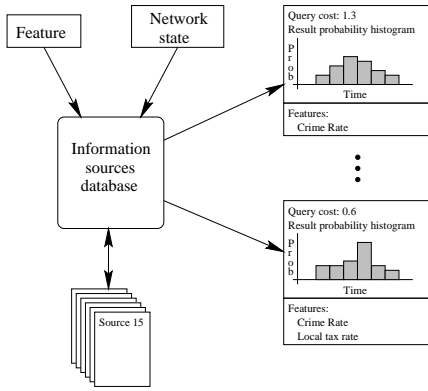 Feature
Network
state
Information
sources
database
Source 15
Query cost: 1.3
Result probability histogram
P
r
o
b
Time
Features:
Crime Rate
Query cost: 0.6
Result probability histogram
P
r
o
b
Time
Features:
Crime Rate
Local tax rate